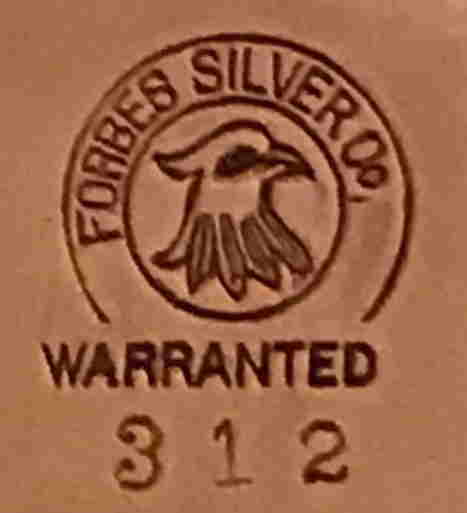 FORBES SILVER Co,
WARRANTED
312